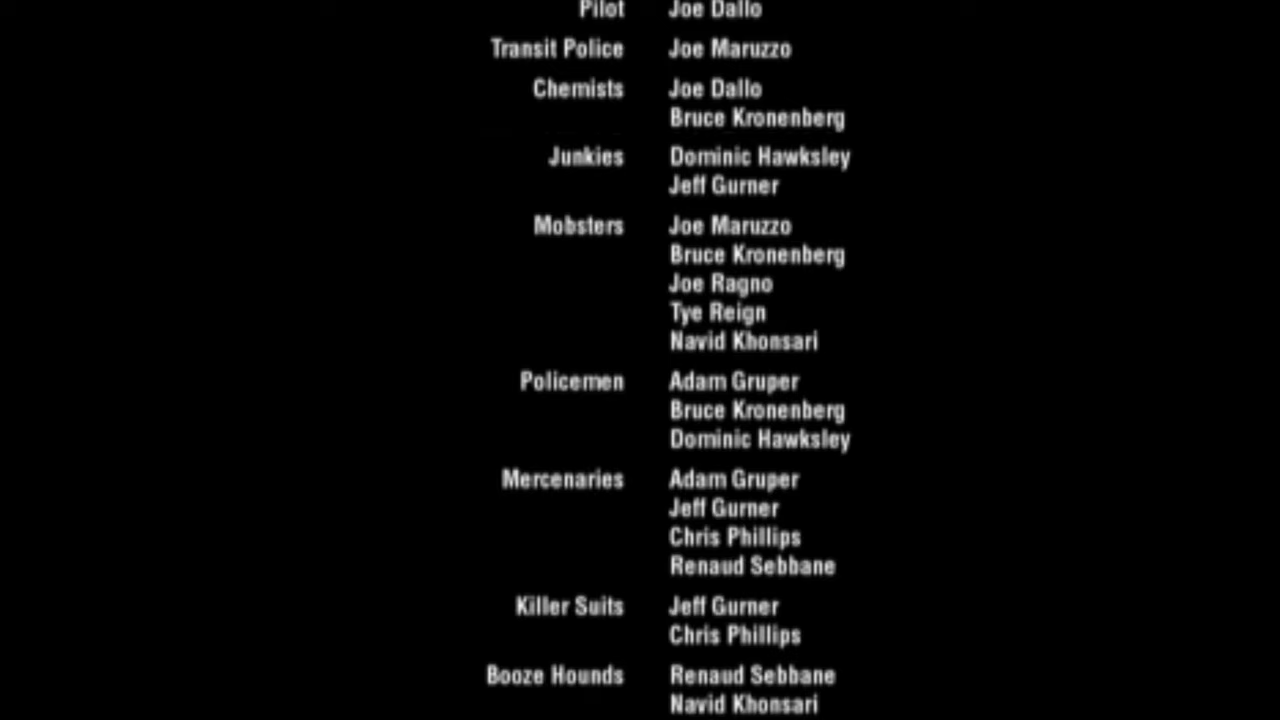 Pilot Joe Dallo
Transit Police Joe Maruzzo
Chemists Joe Dallo
Bruce Kronenberg
Junkies Dominic Hawksley
Jeff Gurner
Mobsters Joe Maruzzo
Bruce Kronenberg
Joe Ragno
Tye Reign
Navid Khonsari
Policemen Adam Gruper
Bruce Kronenberg
Dominic Hawksley
Mercenaries Adam Gruper
Jeff Gurner
Chris Phillips
Renaud Sebbane
Killer Suits Jeff Gurner
Chris Phillips
Booze Hounds Renaud Sebbane
Navid Khonsari